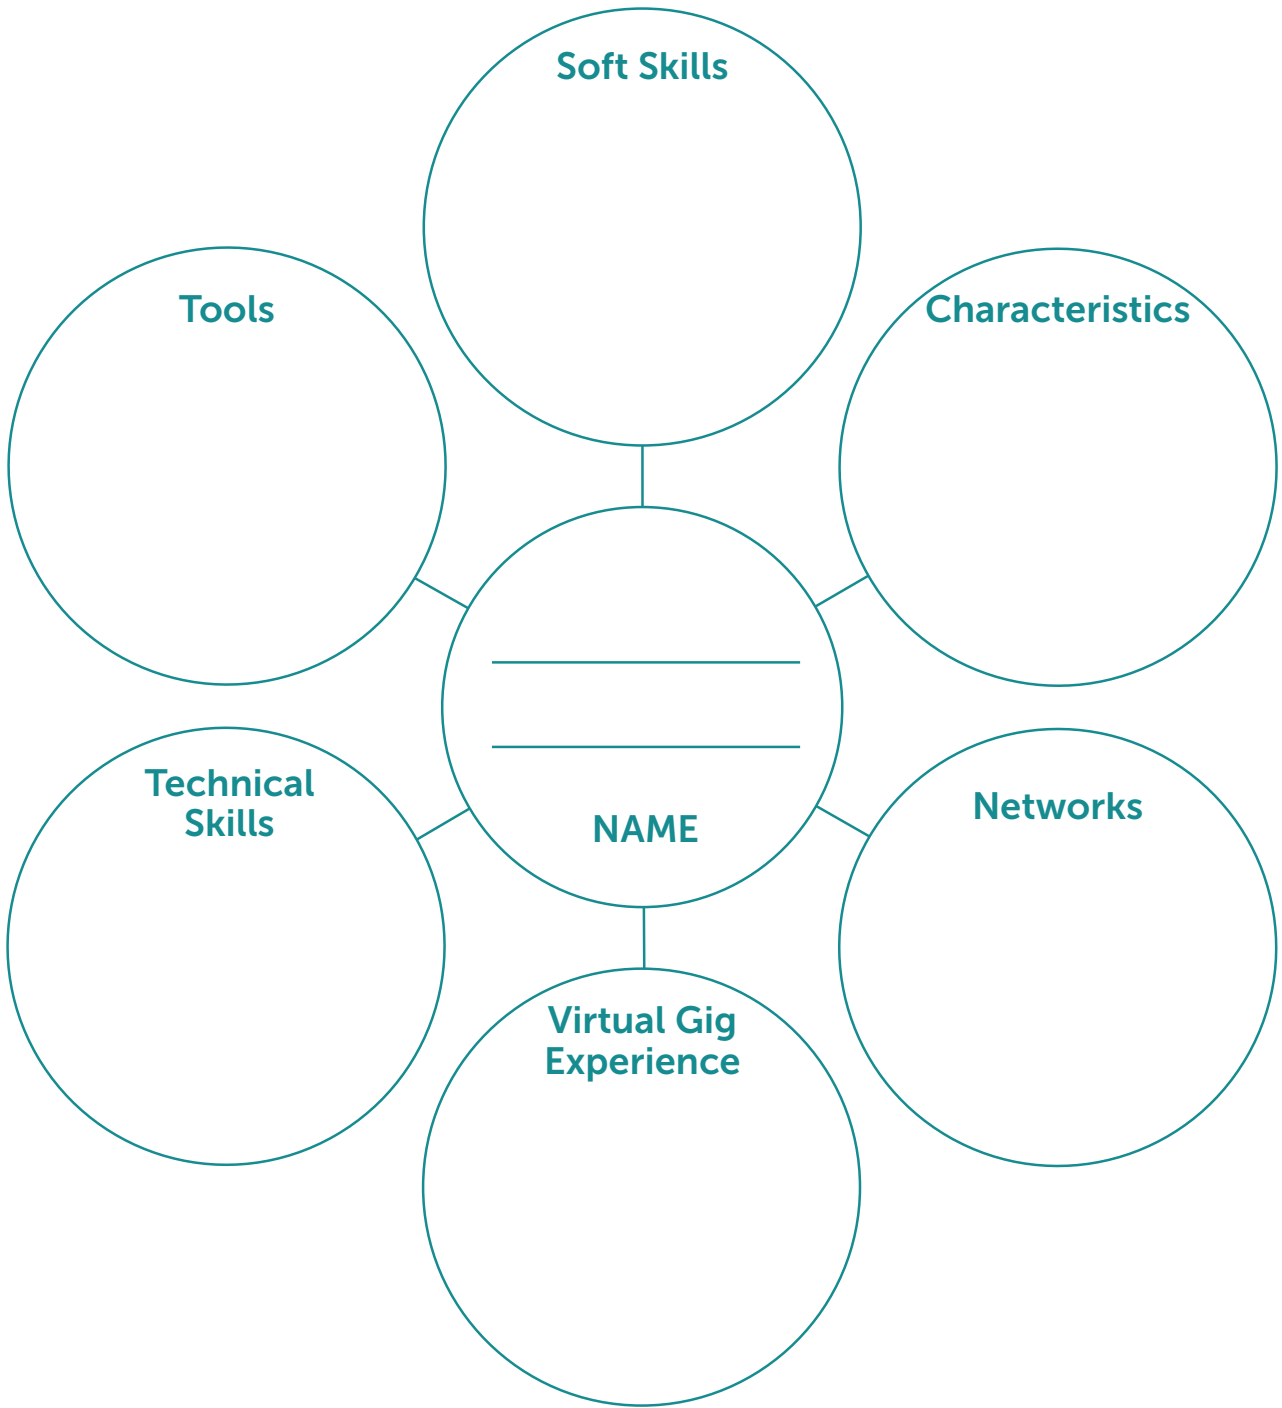 Soft Skills
Tools
Characteristics
NAME
Technical
Skills
Networks
Virtual Gig
Experience